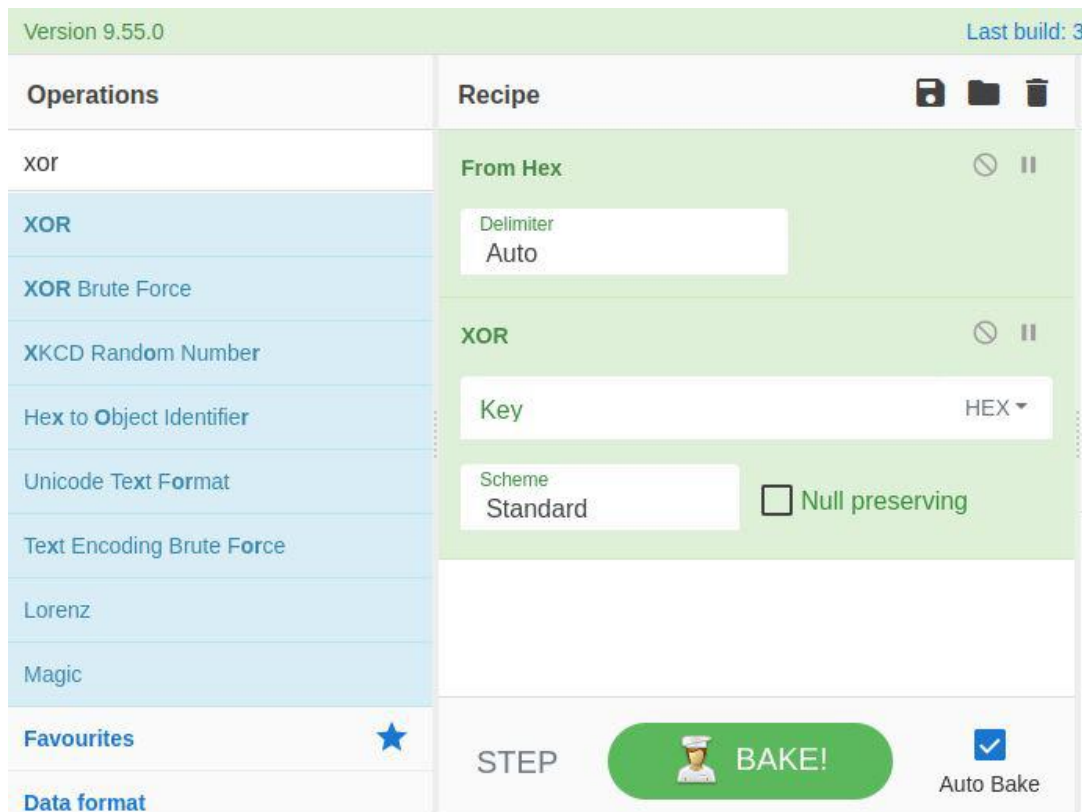 Version 9.55.0
Last build: 3
Operations
xor
XOR
XOR Brute Force
XKCD Random Number
Hex to Object Identifier
Unicode Text Format
Text Encoding Brute Force
Lorenz
Magic
Favourites
Data format
Recipe
From Hex
Delimiter
Auto
XOR
Key
HEX
Scheme
Standard
Null preserving
STEP
BAKE!
Auto Bake